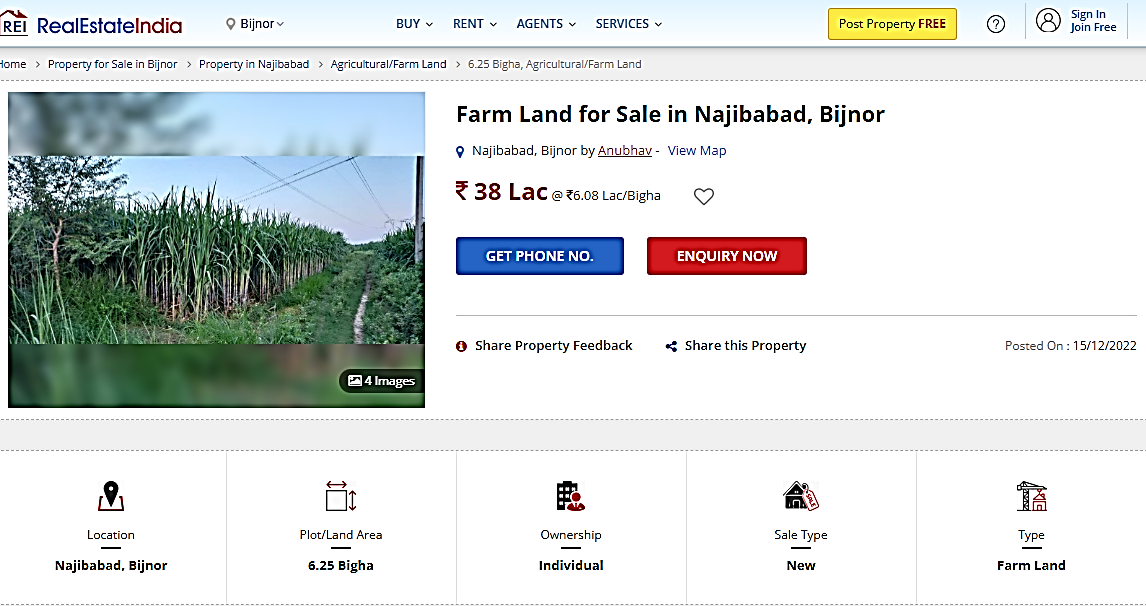 REI RealEstateIndia
Bijnor
BUY RENT AGENTS SERVICES
Post Property FREE
?
Sign In
Join Free
Home > Property for Sale in Bijnor > Property in Najibabad > Agricultural/Farm Land > 6.25 Bigha, Agricultural/Farm Land
4 Images
Farm Land for Sale in Najibabad, Bijnor
Najibabad, Bijnor by Anubhav - View Map
₹ 38 Lac @ ₹6.08 Lac/Bigha
GET PHONE NO. ENQUIRY NOW
Share Property Feedback Share this Property Posted On : 15/12/2022
Location
Najibabad, Bijnor
Plot/Land Area
6.25 Bigha
Ownership
Individual
SALE
Sale Type
New
Type
Farm Land